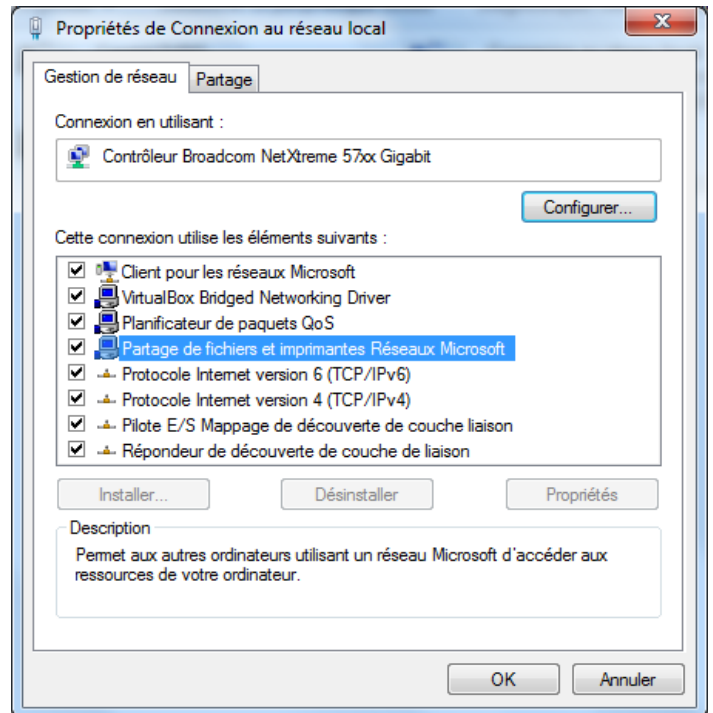 Propriétés de Connexion au réseau local
Gestion de réseau
Partage
Connexion en utilisant :
Contrôleur Broadcom NetXtreme 57xx Gigabit
Configurer...
Cette connexion utilise les éléments suivants :
Client pour les réseaux Microsoft
VirtualBox Bridged Networking Driver
Planificateur de paquets QoS
Partage de fichiers et imprimantes Réseaux Microsoft
Protocole Internet version 6 (TCP/IPv6)
Protocole Internet version 4 (TCP/IPv4)
Pilote E/S Mappage de découverte de couche liaison
Répondeur de découverte de couche de liaison
Installer...
Désinstaller
Propriétés
Description
Permet aux autres ordinateurs utilisant un réseau Microsoft d'accéder aux
ressources de votre ordinateur.
OK
Annuler